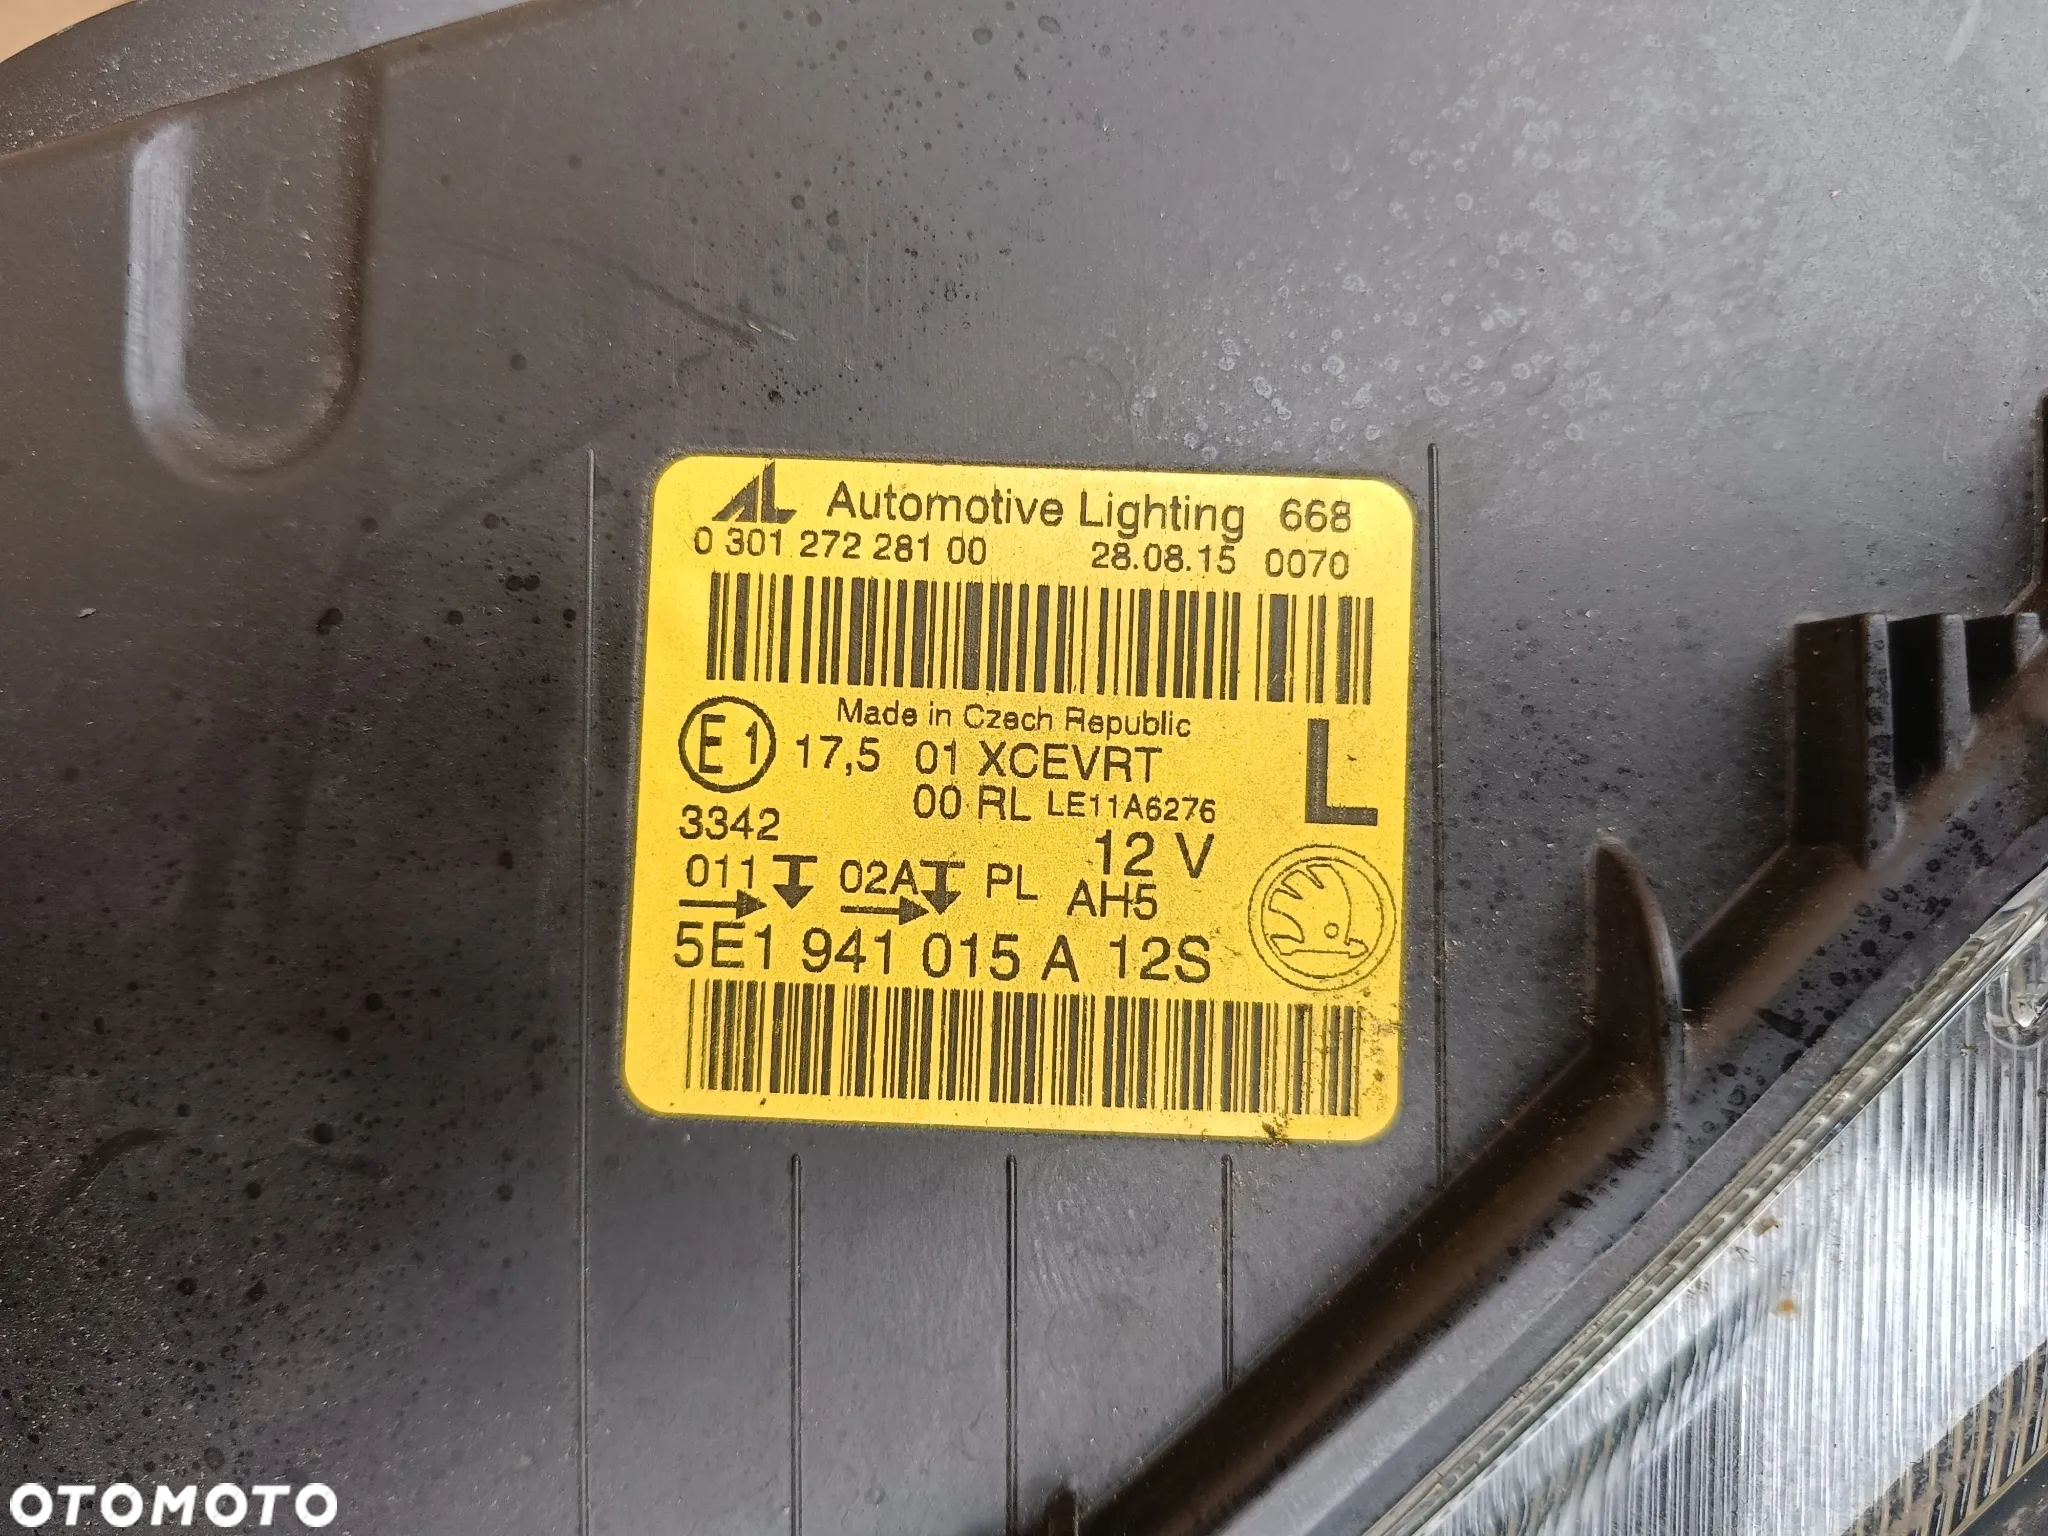 AL Automotive Lighting 668
0 301 272 281 00 28.08.15 0070
Made in Czech Republic
E1 17,5 01 XCEVRT L
00 RL LE11A6276
3342 12 V
011 02A PL AH5
5E1 941 015 A 12S
OTOMOTO